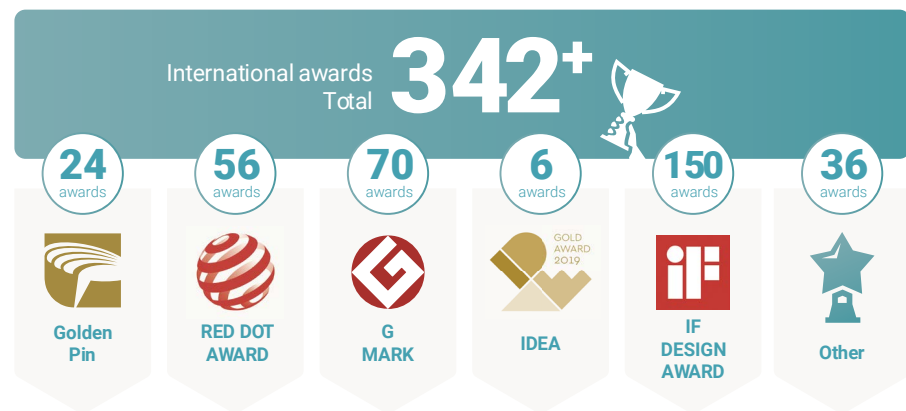 International awards
Total
342+
24
awards
56
awards
70
awards
6
awards
150
awards
36
awards
GOLD
AWARD
2019
iF
Golden
Pin
RED DOT
AWARD
G
MARK
IDEA
IF
DESIGN
AWARD
Other